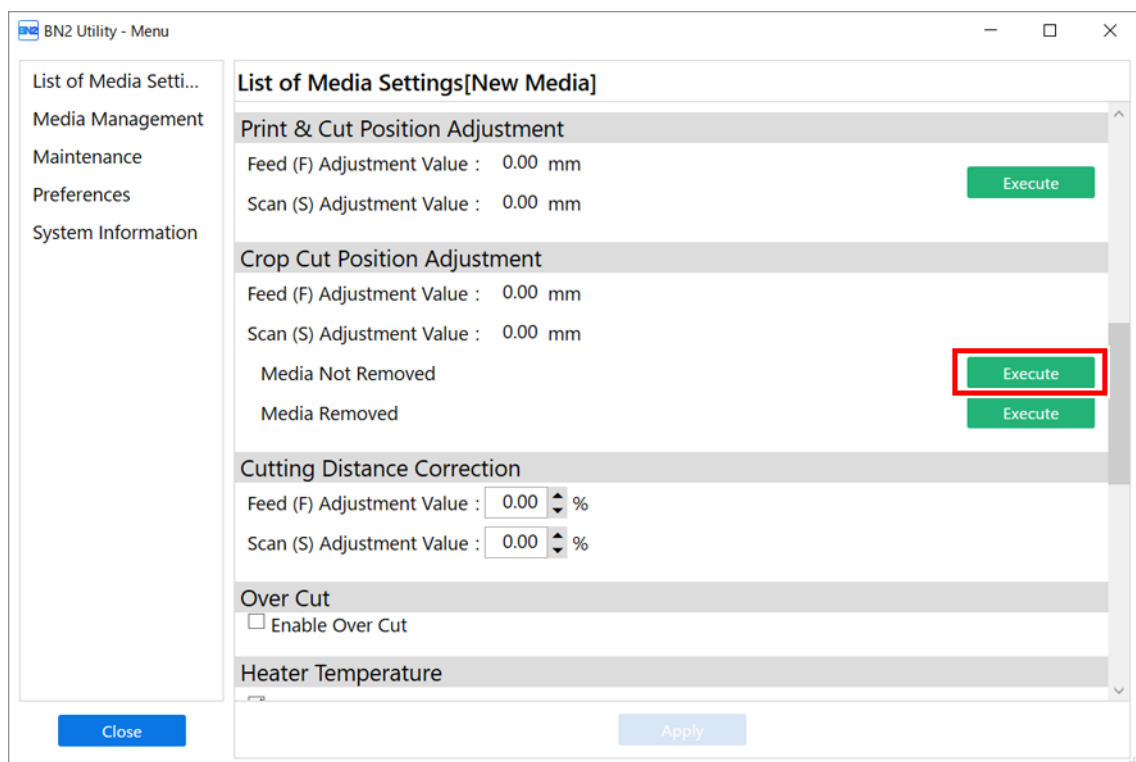 BN2 BN2 Utility - Menu
List of Media Setti...
Media Management
Maintenance
Preferences
System Information
Close
List of Media Settings[New Media]
Print & Cut Position Adjustment
Feed (F) Adjustment Value : 0.00 mm
Execute
Scan (S) Adjustment Value : 0.00 mm
Crop Cut Position Adjustment
Feed (F) Adjustment Value : 0.00 mm
Scan (S) Adjustment Value : 0.00 mm
Media Not Removed Execute
Media Removed Execute
Cutting Distance Correction
Feed (F) Adjustment Value : 0.00 %
Scan (S) Adjustment Value : 0.00 %
Over Cut
Enable Over Cut
Heater Temperature
Apply